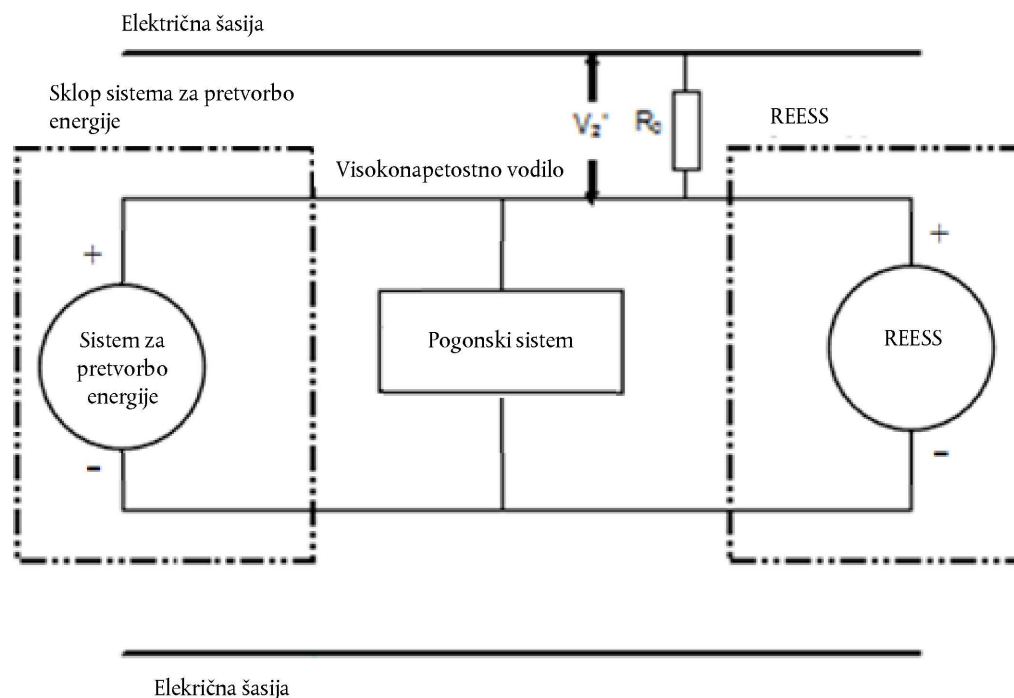 Električna šasija
Sklop sistema za pretvorbo
energije
V₂'
R₀
REESS
Visokonapetostno vodilo
+
+
Sistem za
pretvorbo
energije
Pogonski sistem
REESS
-
-
Elekrična šasija